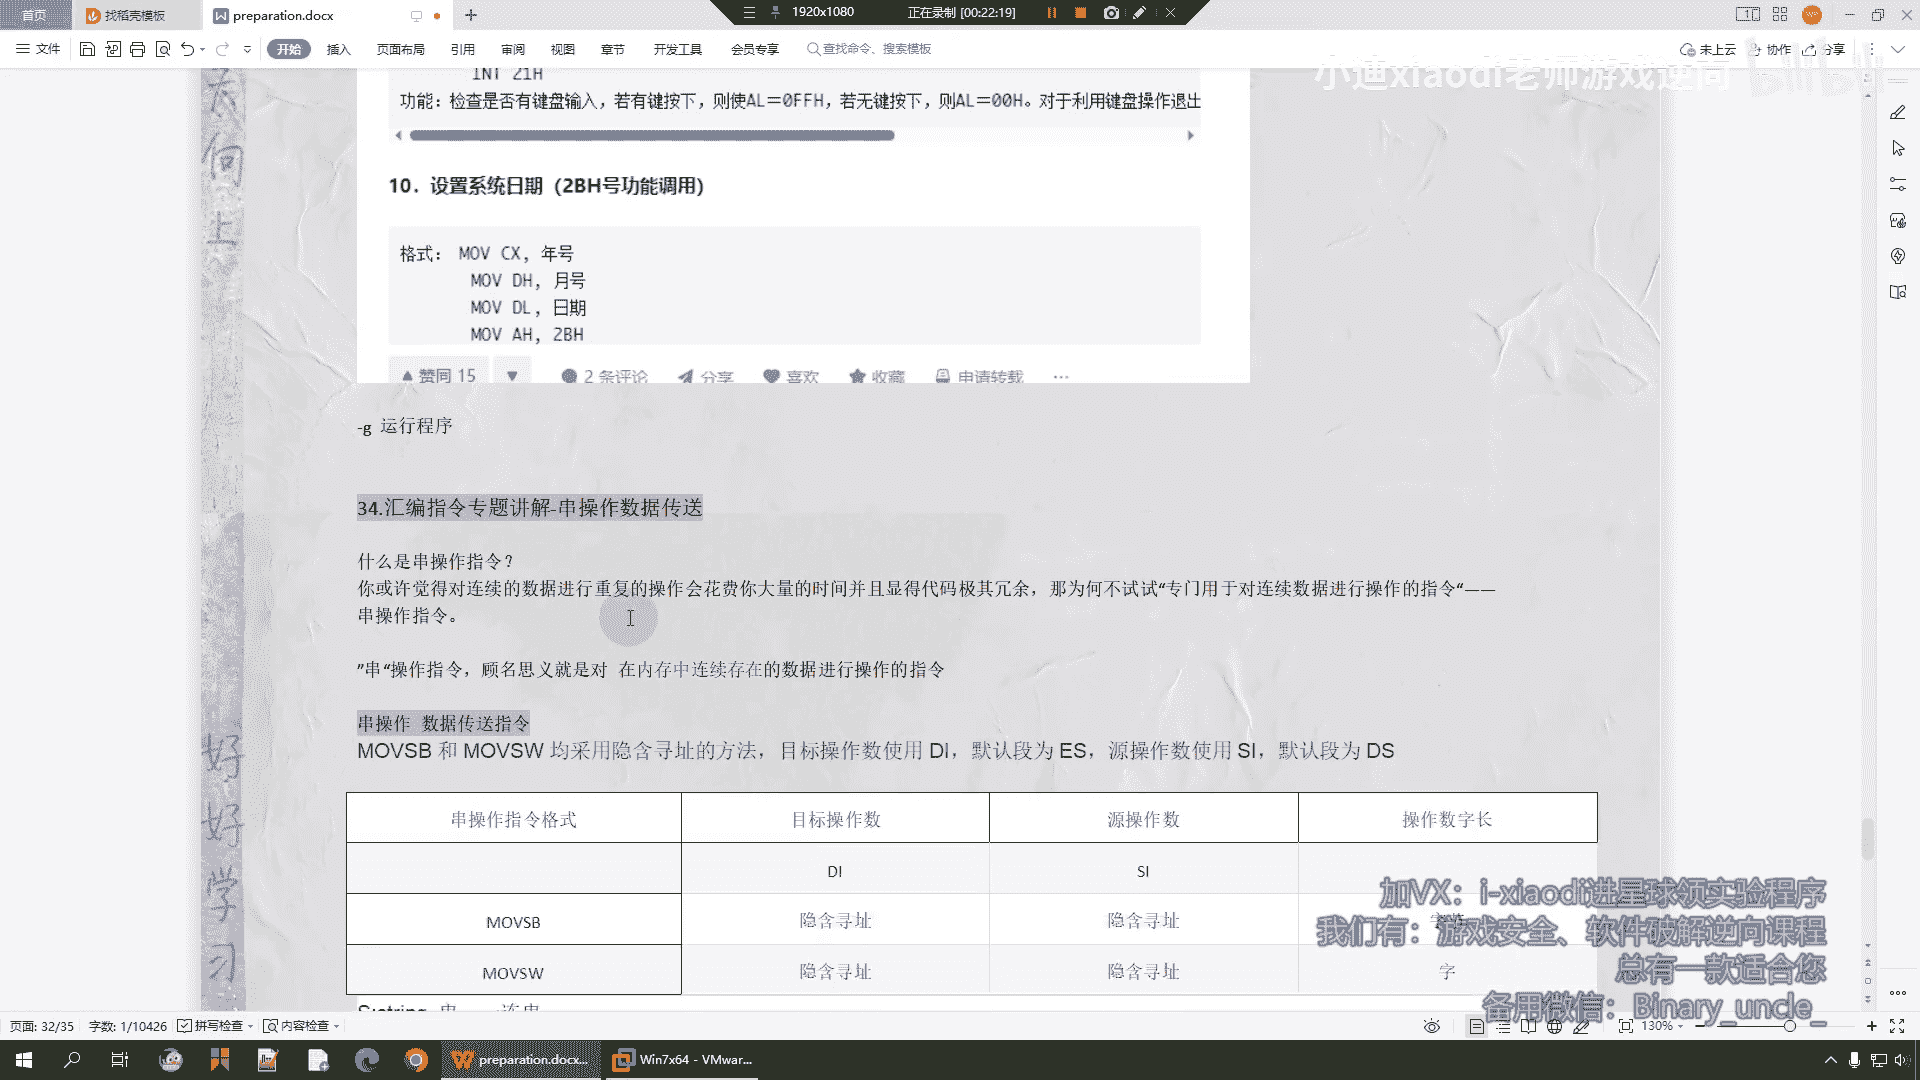 首页
找稻壳模板
preparation.docx
1920x1080
正在录制 [00:22:19]
文件
开始
插入
页面布局
引用
审阅
视图
章节
开发工具
会员专享
查找命令、搜索模板
未上云
协作
分享
小迪xiaodi老师游戏逆向
INT 21H
功能：检查是否有键盘输入，若有键按下，则使AL＝0FFH，若无键按下，则AL＝00H。对于利用键盘操作退出
10．设置系统日期（2BH号功能调用）
格式： MOV CX, 年号
MOV DH, 月号
MOV DL, 日期
MOV AH, 2BH
赞同 15
2 条评论
分享
喜欢
收藏
申请转载
-g 运行程序
34.汇编指令专题讲解-串操作数据传送
什么是串操作指令？
你或许觉得对连续的数据进行重复的操作会花费你大量的时间并且显得代码极其冗余，那为何不试试“专门用于对连续数据进行操作的指令“——
串操作指令。
”串“操作指令，顾名思义就是对 在内存中连续存在的数据进行操作的指令
串操作 数据传送指令
MOVSB 和 MOVSW 均采用隐含寻址的方法，目标操作数使用 DI，默认段为 ES，源操作数使用 SI，默认段为 DS
串操作指令格式 目标操作数 源操作数 操作数字长
DI SI
MOVSB 隐含寻址 隐含寻址 字节
MOVSW 隐含寻址 隐含寻址 字
加VX：i-xiaodi进星球领实验程序
我们有：游戏安全、软件破解逆向课程
总有一款适合您
备用微信：Binary_uncle_
好好学习
页面: 32/35
字数: 1/10426
拼写检查
内容检查
130%
preparation.docx...
Win7x64 - VMwar...